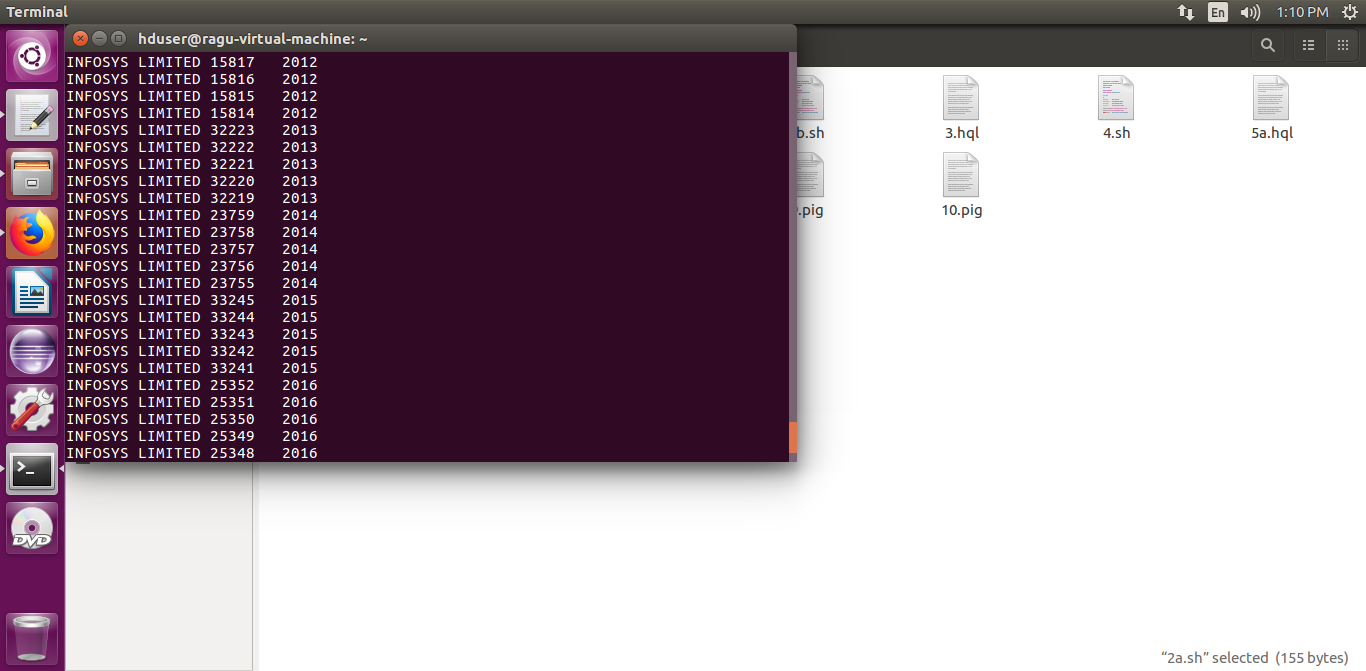 Terminal
En
1:10 PM
hduser@ragu-virtual-machine: ~
INFOSYS LIMITED 15817 2012
INFOSYS LIMITED 15816 2012
INFOSYS LIMITED 15815 2012
INFOSYS LIMITED 15814 2012
INFOSYS LIMITED 32223 2013
INFOSYS LIMITED 32222 2013
INFOSYS LIMITED 32221 2013
INFOSYS LIMITED 32220 2013
INFOSYS LIMITED 32219 2013
INFOSYS LIMITED 23759 2014
INFOSYS LIMITED 23758 2014
INFOSYS LIMITED 23757 2014
INFOSYS LIMITED 23756 2014
INFOSYS LIMITED 23755 2014
INFOSYS LIMITED 33245 2015
INFOSYS LIMITED 33244 2015
INFOSYS LIMITED 33243 2015
INFOSYS LIMITED 33242 2015
INFOSYS LIMITED 33241 2015
INFOSYS LIMITED 25352 2016
INFOSYS LIMITED 25351 2016
INFOSYS LIMITED 25350 2016
INFOSYS LIMITED 25349 2016
INFOSYS LIMITED 25348 2016
b.sh
3.hql
4.sh
5a.hql
.pig
10.pig
DVD
“2a.sh” selected (155 bytes)